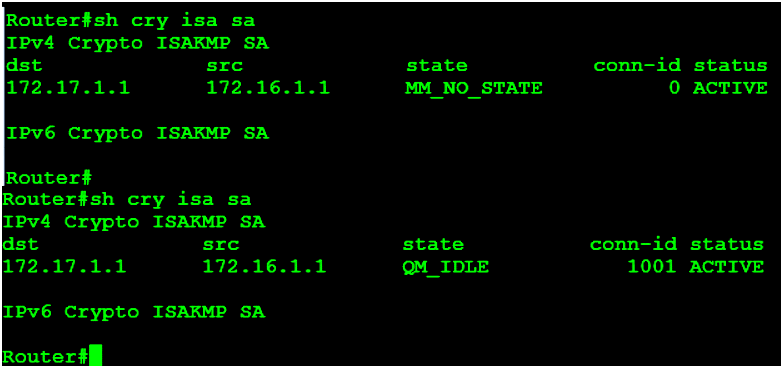 Router#sh cry isa sa
IPv4 Crypto ISAKMP SA
dst src state conn-id status
172.17.1.1 172.16.1.1 MM_NO_STATE 0 ACTIVE
IPv6 Crypto ISAKMP SA
Router#
Router#sh cry isa sa
IPv4 Crypto ISAKMP SA
dst src state conn-id status
172.17.1.1 172.16.1.1 QM_IDLE 1001 ACTIVE
IPv6 Crypto ISAKMP SA
Router#